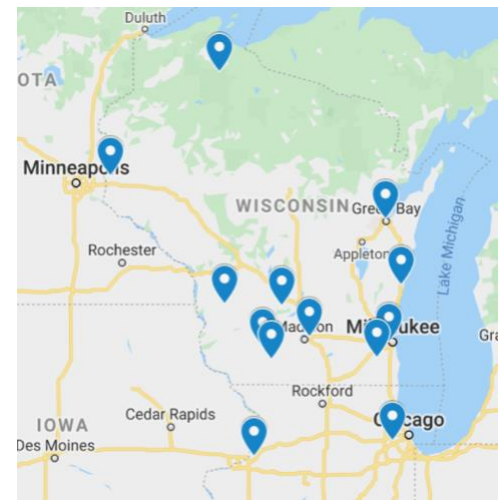 Duluth
OTA
Minneapolis
WISCONSIN
Green Bay
Appleton
Lake Michigan
Rochester
Madison
Milwaukee
Gra
Rockford
Chicago
Cedar Rapids
IOWA
Des Moines